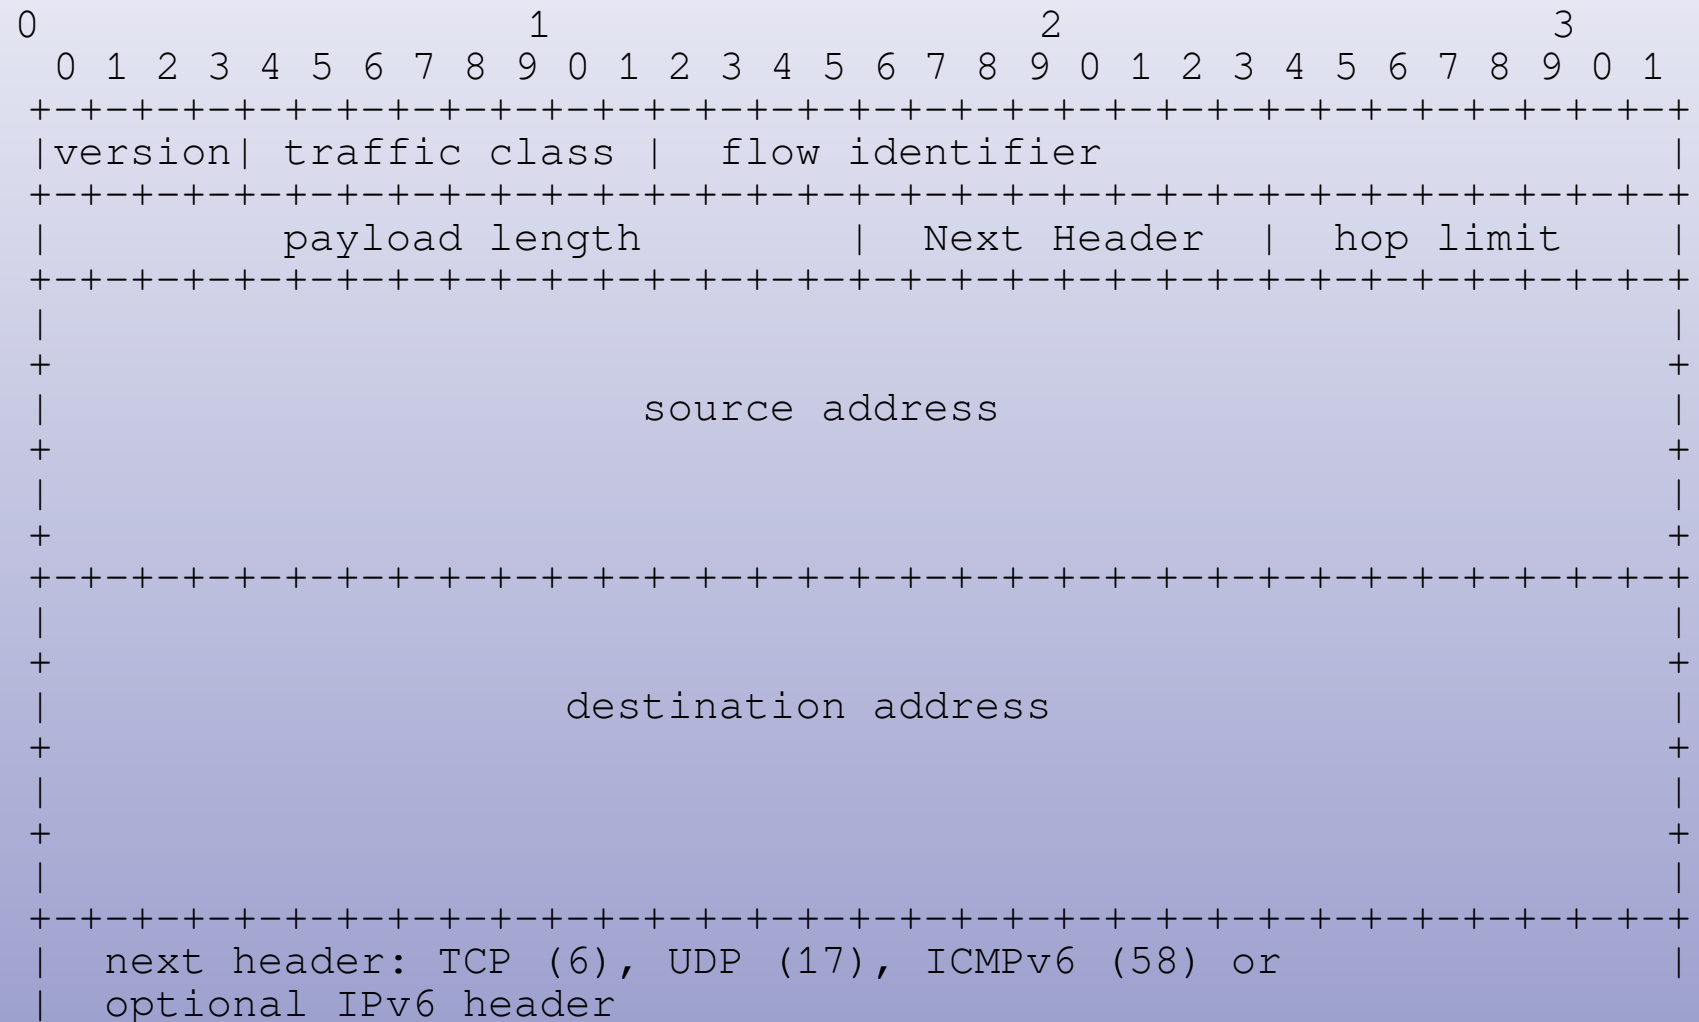 0                   1                   2                   3
  0 1 2 3 4 5 6 7 8 9 0 1 2 3 4 5 6 7 8 9 0 1 2 3 4 5 6 7 8 9 0 1
 +-+-+-+-+-+-+-+-+-+-+-+-+-+-+-+-+-+-+-+-+-+-+-+-+-+-+-+-+-+-+-+-+
 |version| traffic class |  flow identifier                      |
 +-+-+-+-+-+-+-+-+-+-+-+-+-+-+-+-+-+-+-+-+-+-+-+-+-+-+-+-+-+-+-+-+
 |         payload length        |  Next Header  |  hop limit    |
 +-+-+-+-+-+-+-+-+-+-+-+-+-+-+-+-+-+-+-+-+-+-+-+-+-+-+-+-+-+-+-+-+
 |                                                               |
 +                                                               +
 |                       source address                          |
 +                                                               +
 |                                                               |
 +                                                               +
 +-+-+-+-+-+-+-+-+-+-+-+-+-+-+-+-+-+-+-+-+-+-+-+-+-+-+-+-+-+-+-+-+
 |                                                               |
 +                                                               +
 |                    destination address                        |
 +                                                               +
 |                                                               |
 +                                                               +
 |                                                               |
 +-+-+-+-+-+-+-+-+-+-+-+-+-+-+-+-+-+-+-+-+-+-+-+-+-+-+-+-+-+-+-+-+
 |  next header: TCP (6), UDP (17), ICMPv6 (58) or               |
 |  optional IPv6 header